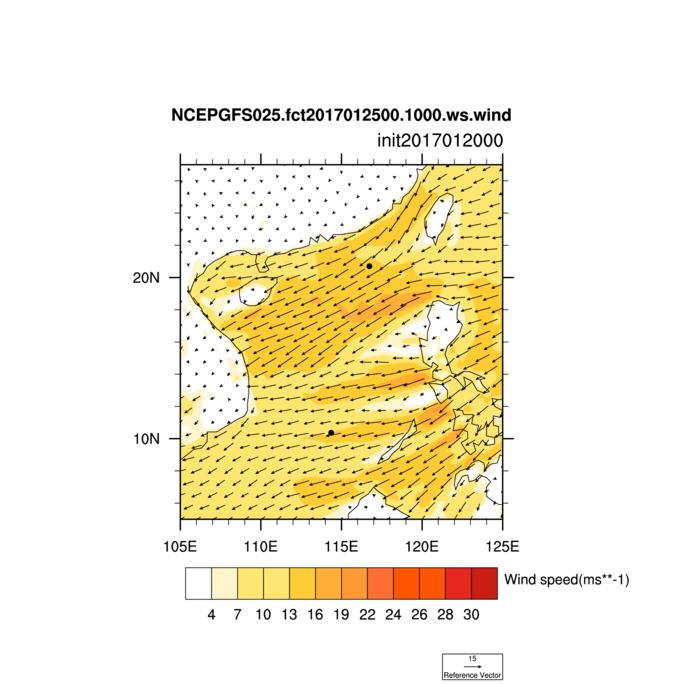 NCEPGFS025.fct2017012500.1000.ws.wind
init2017012000
20N
10N
105E 110E 115E 120E 125E
4 7 10 13 16 19 22 24 26 28 30
Wind speed(ms**-1)
15
Reference Vector